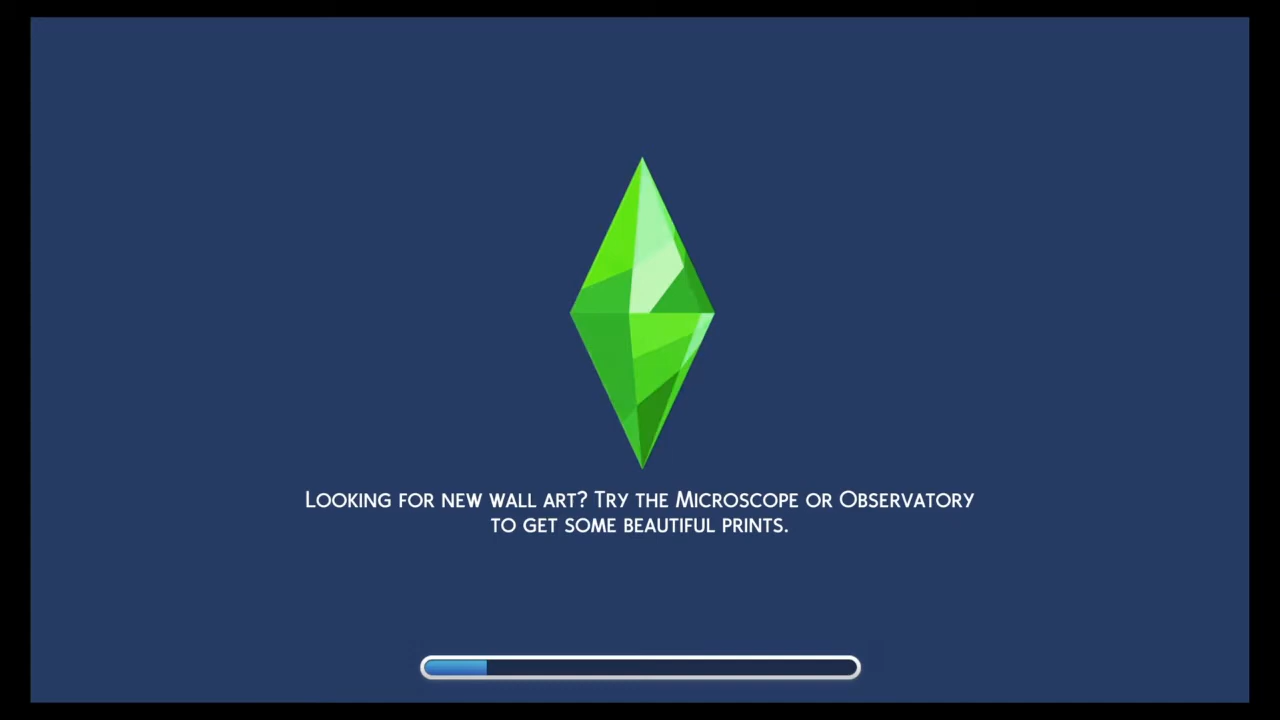 Looking for new wall art? Try the Microscope or Observatory
to get some beautiful prints.